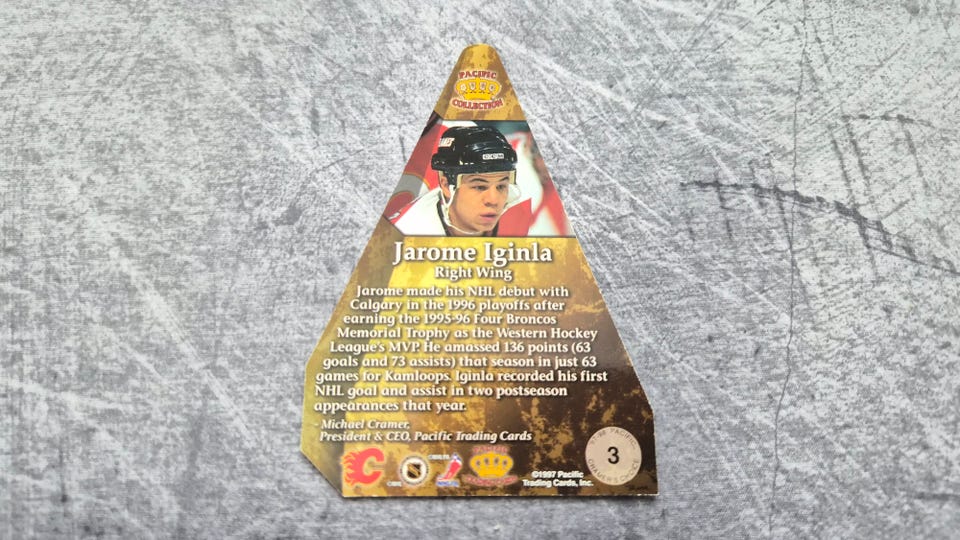 PACIFIC
COLLECTION
CCM
Jarome Iginla
Right Wing
Jarome made his NHL debut with
Calgary in the 1996 playoffs after
earning the 1995-96 Four Broncos
Memorial Trophy as the Western Hockey
League's MVP. He amassed 136 points (63
goals and 73 assists) that season in just 63
games for Kamloops. Iginla recorded his first
NHL goal and assist in two postseason
appearances that year.
- Michael Cramer,
President & CEO, Pacific Trading Cards
©1997 Pacific
Trading Cards, Inc.
PACIFIC
3